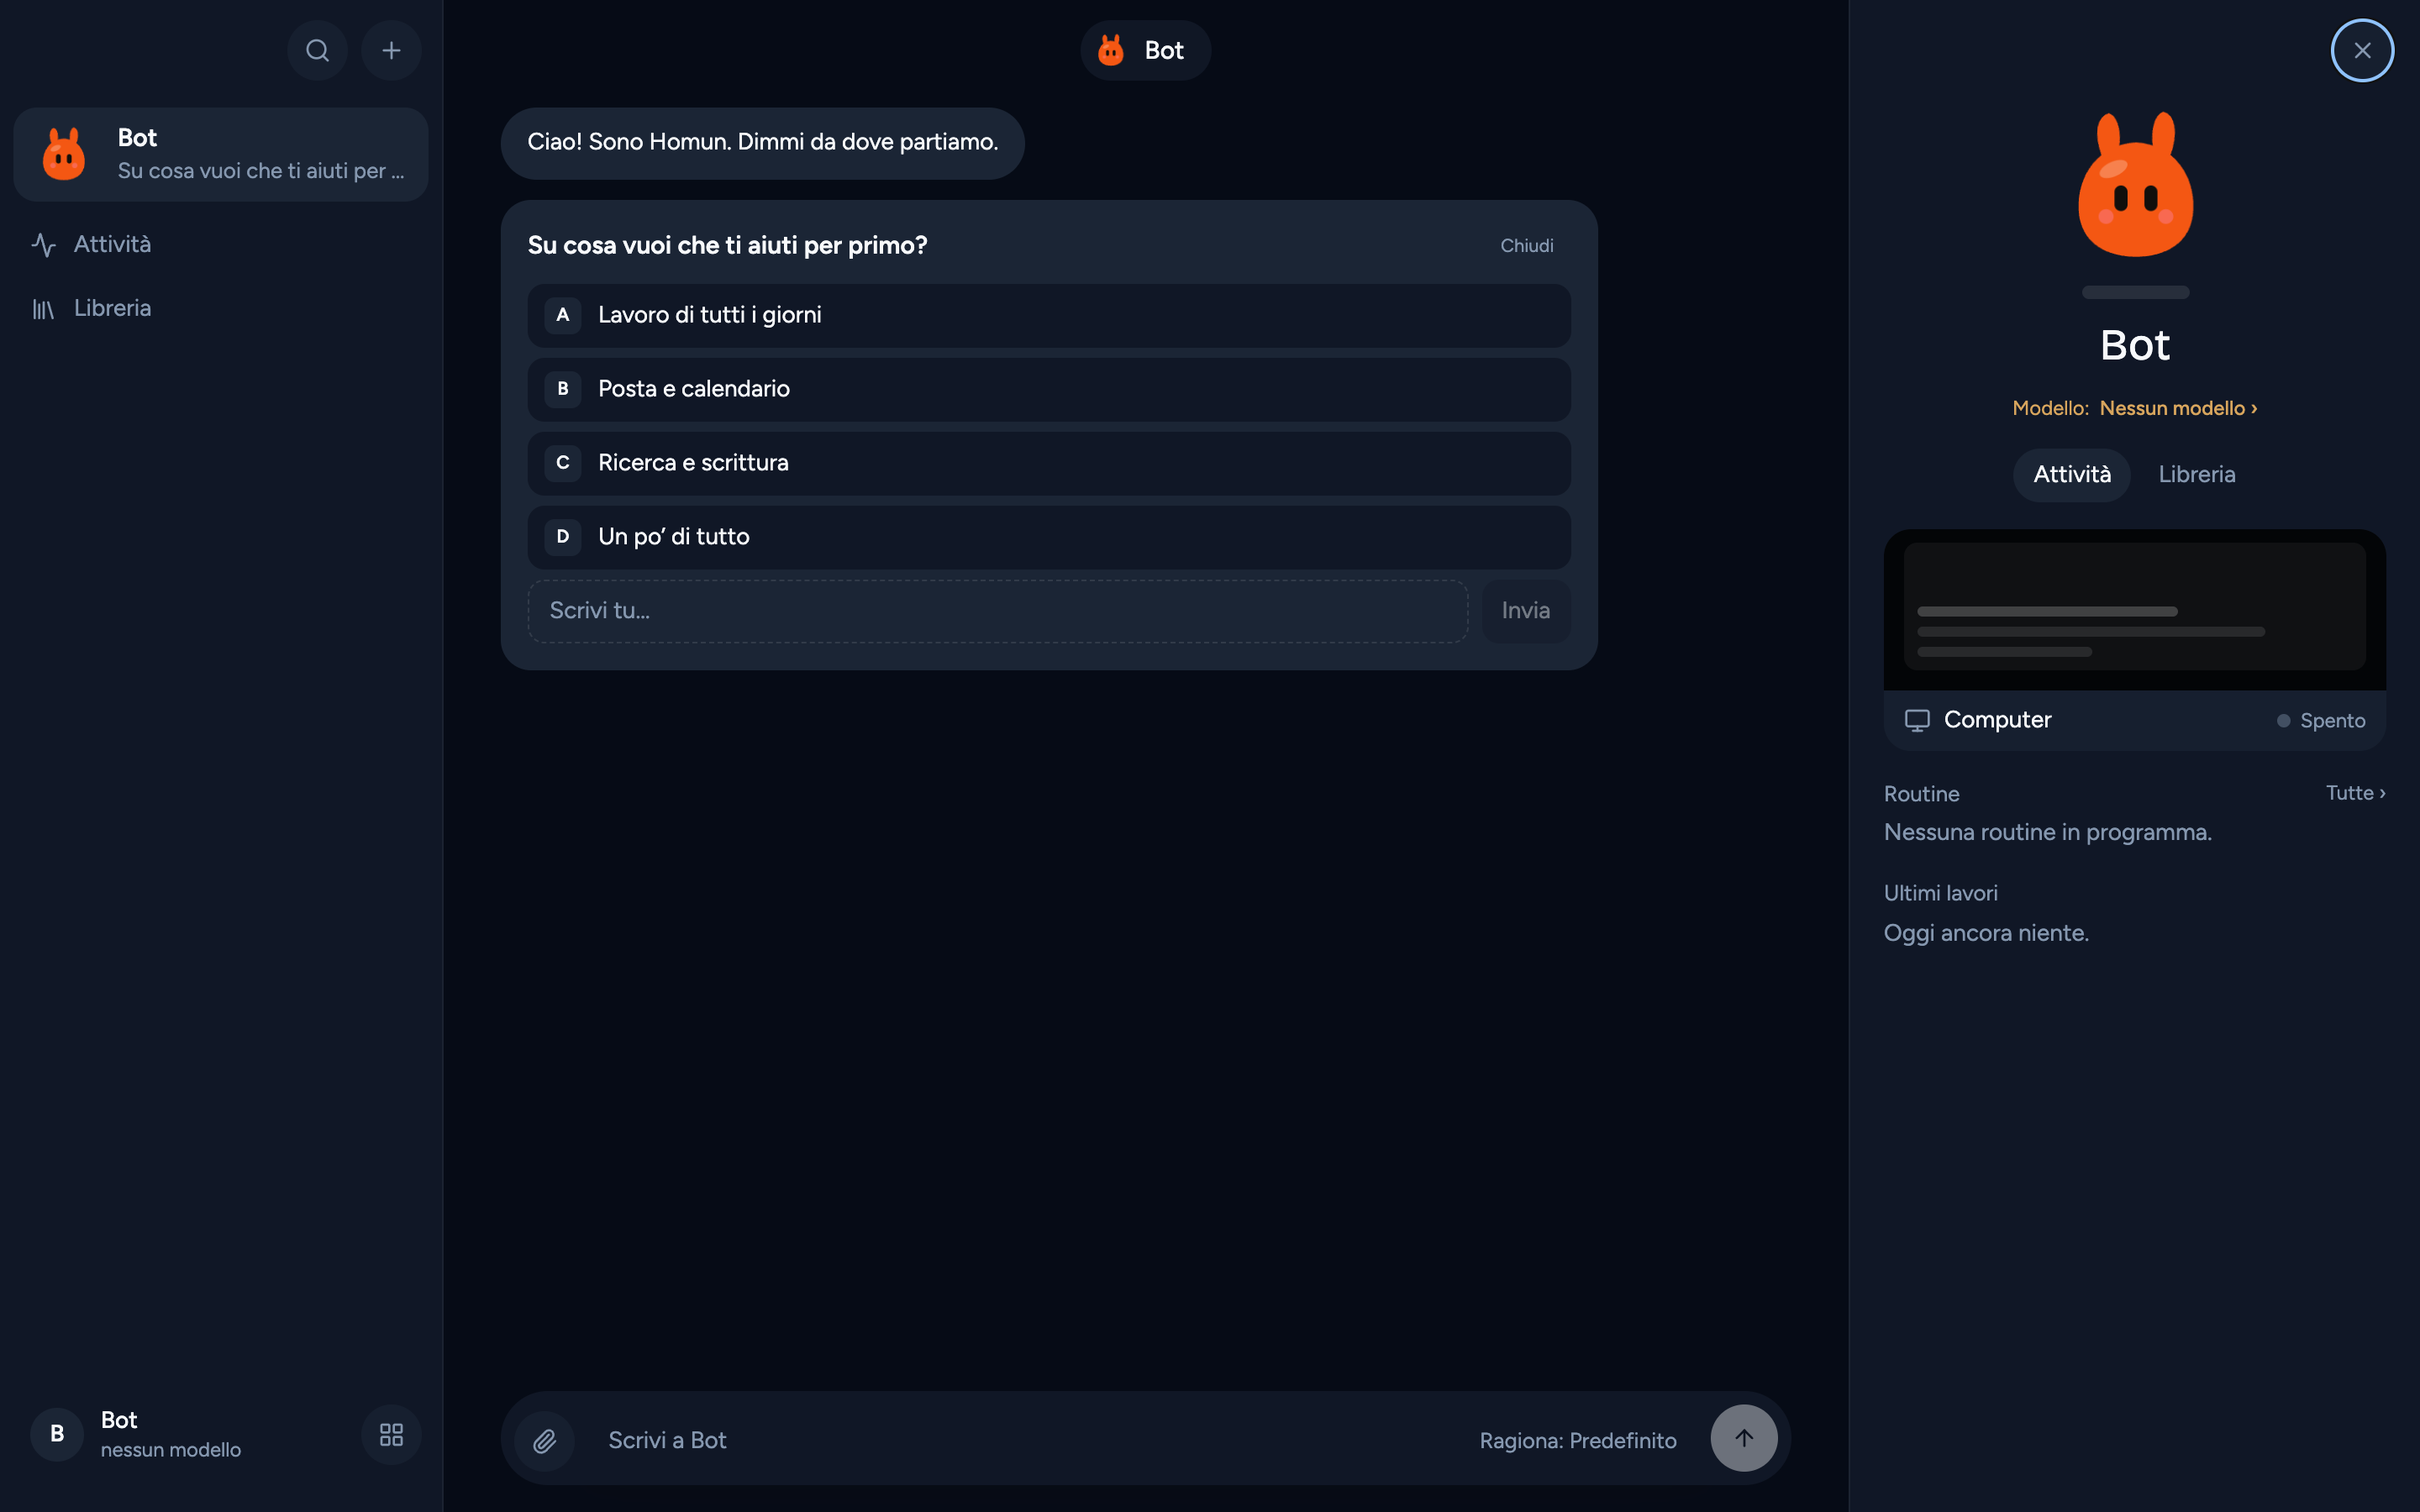 Bot
Su cosa vuoi che ti aiuti per ...
Attività
Libreria
B
Bot
nessun modello
Bot
Ciao! Sono Homun. Dimmi da dove partiamo.
Su cosa vuoi che ti aiuti per primo?
Chiudi
A Lavoro di tutti i giorni
B Posta e calendario
C Ricerca e scrittura
D Un po’ di tutto
Scrivi tu...
Invia
Scrivi a Bot
Ragiona: Predefinito
Bot
Modello: Nessun modello ›
Attività
Libreria
Computer
Spento
Routine
Tutte ›
Nessuna routine in programma.
Ultimi lavori
Oggi ancora niente.